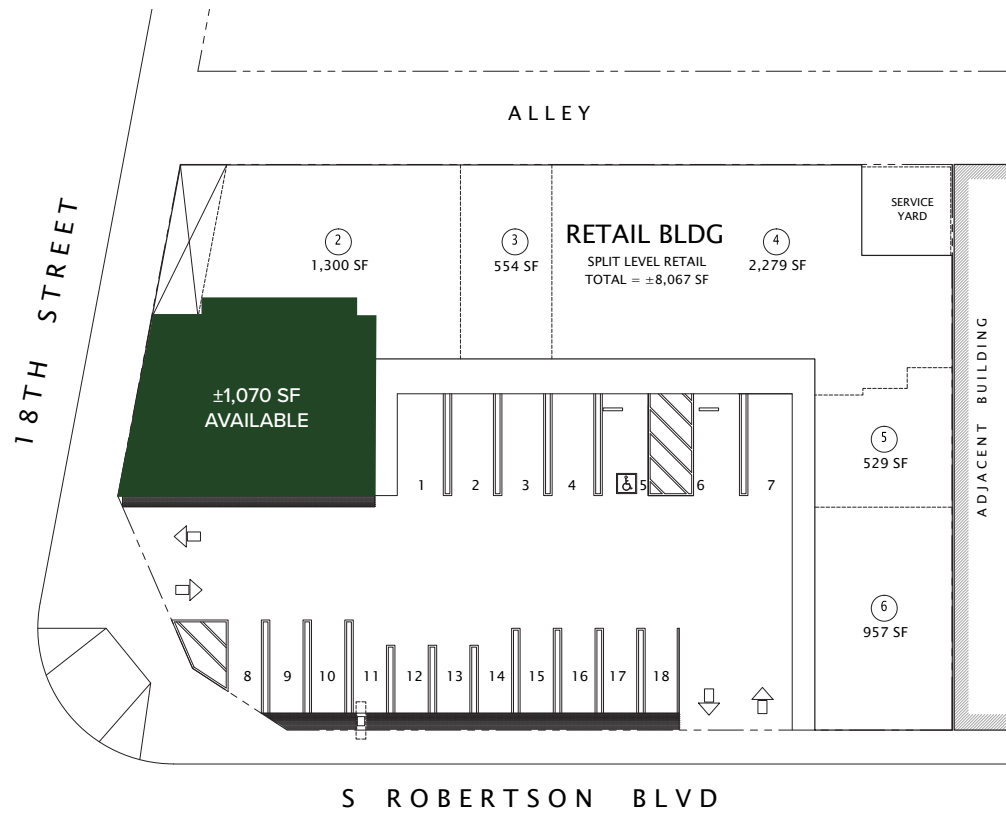 ALLEY
18TH STREET
SERVICE
YARD
2
1,300 SF
3
554 SF
RETAIL BLDG
SPLIT LEVEL RETAIL
TOTAL = ±8,067 SF
4
2,279 SF
±1,070 SF
AVAILABLE
ADJACENT BUILDING
5
529 SF
1 2 3 4 5 6 7
6
957 SF
8 9 10 11 12 13 14 15 16 17 18
S ROBERTSON BLVD